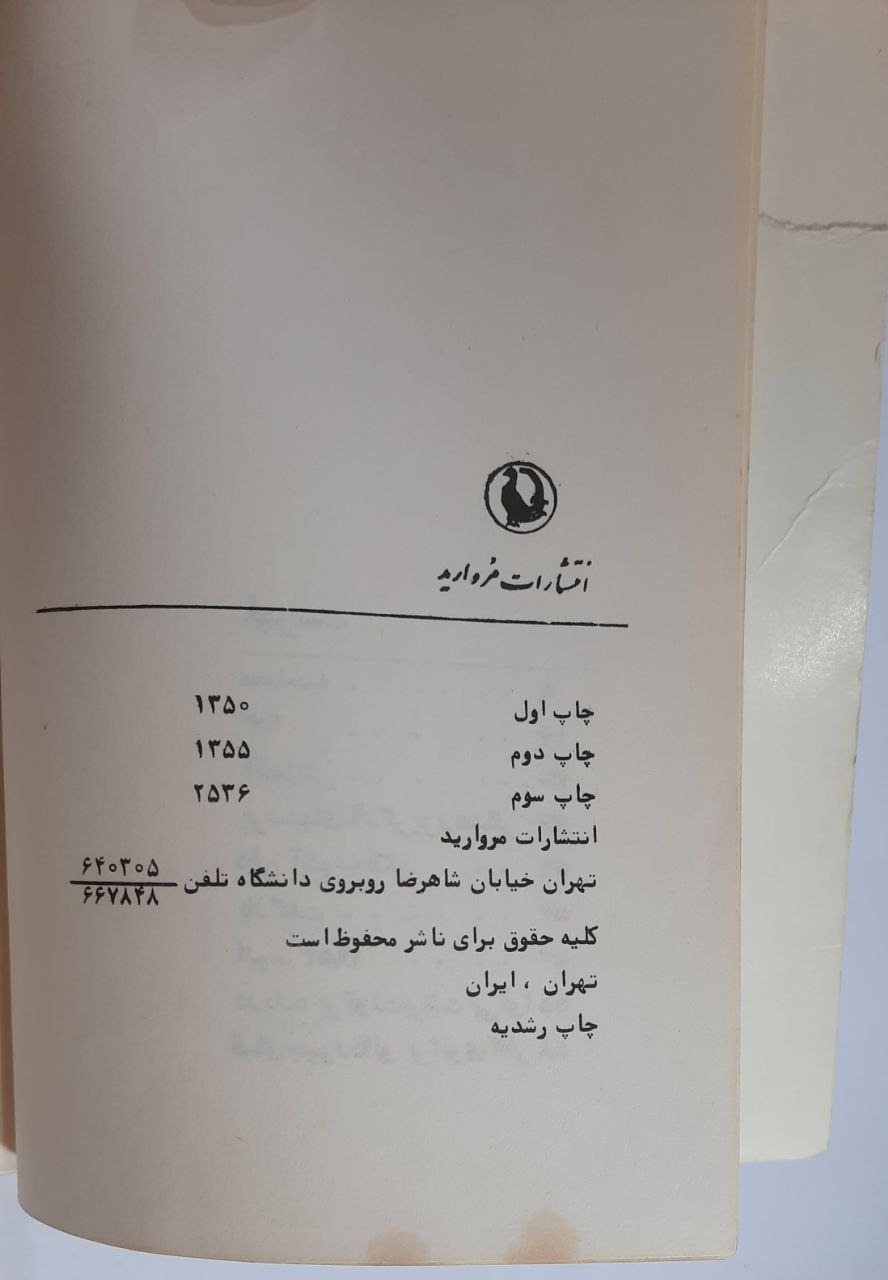 انتشارات مروارید
چاپ اول ۱۳۵۰
چاپ دوم ۱۳۵۵
چاپ سوم ۲۵۳۶
انتشارات مروارید
تهران خیابان شاهرضا روبروی دانشگاه تلفن ۶۴۰۳۰۵
۶۶۷۸۴۸
کلیه حقوق برای ناشر محفوظ است
تهران ، ایران
چاپ رشدیه